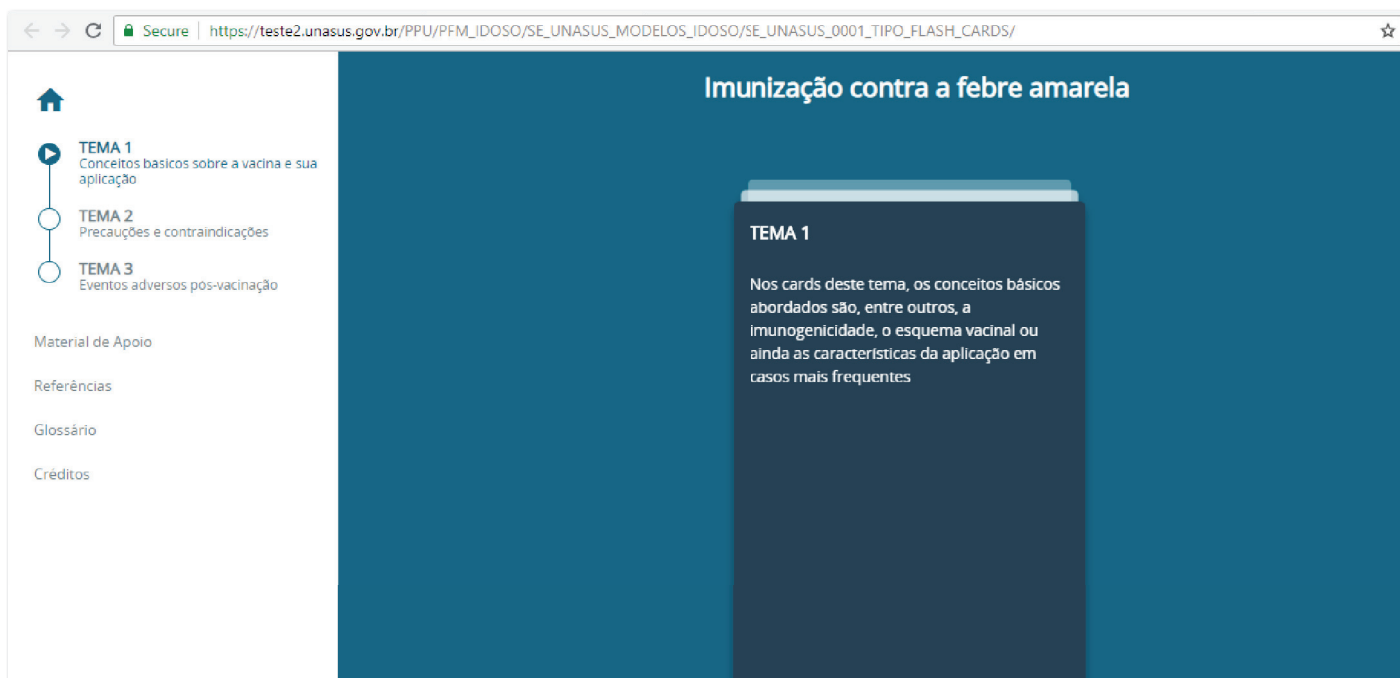 Secure
https://teste2.unasus.gov.br/PPU/PFM_IDOSO/SE_UNASUS_MODELOS_IDOSO/SE_UNASUS_0001_TIPO_FLASH_CARDS/
TEMA 1
Conceitos basicos sobre a vacina e sua
aplicação
TEMA 2
Precauções e contraindicações
TEMA 3
Eventos adversos pós-vacinação
Material de Apoio
Referências
Glossário
Créditos
Imunização contra a febre amarela
TEMA 1
Nos cards deste tema, os conceitos básicos
abordados são, entre outros, a
imunogenicidade, o esquema vacinal ou
ainda as características da aplicação em
casos mais frequentes